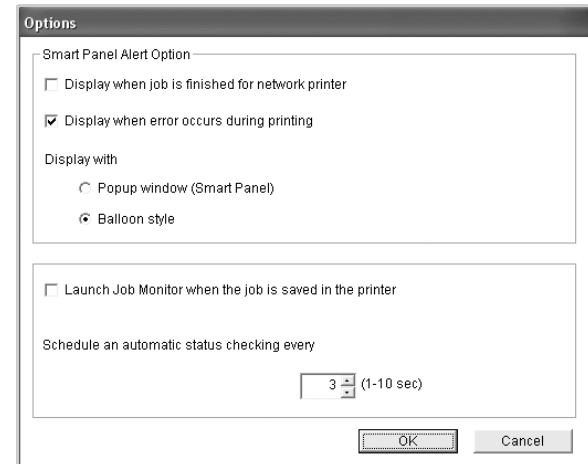 Options
Smart Panel Alert Option
Display when job is finished for network printer
Display when error occurs during printing
Display with
Popup window (Smart Panel)
Balloon style
Launch Job Monitor when the job is saved in the printer
Schedule an automatic status checking every
3 (1-10 sec)
OK Cancel